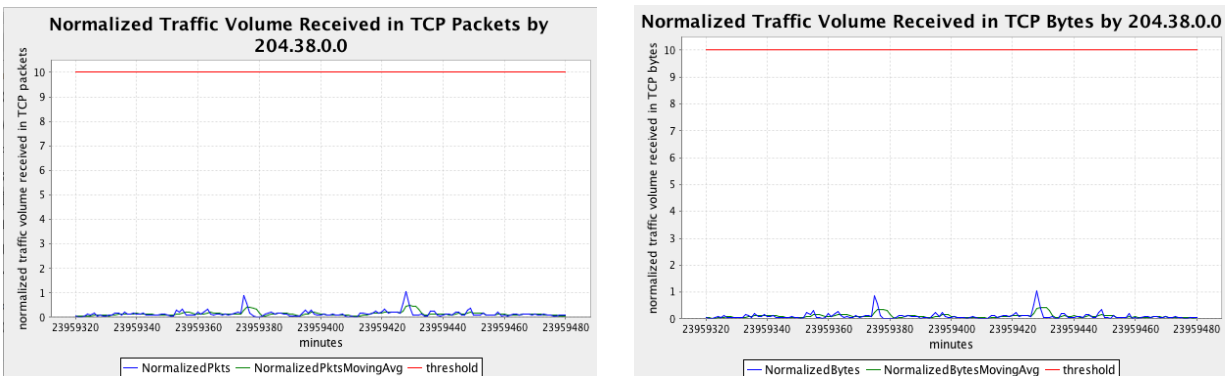 Normalized Traffic Volume Received in TCP Packets by
204.38.0.0
normalized traffic volume received in TCP packets
10
9
8
7
6
5
4
3
2
1
0
23959320 23959340 23959360 23959380 23959400 23959420 23959440 23959460 23959480
minutes
NormalizedPkts NormalizedPktsMovingAvg threshold
Normalized Traffic Volume Received in TCP Bytes by 204.38.0.0
normalized traffic volume received in TCP bytes
10
9
8
7
6
5
4
3
2
1
0
23959320 23959340 23959360 23959380 23959400 23959420 23959440 23959460 23959480
minutes
NormalizedBytes NormalizedBytesMovingAvg threshold